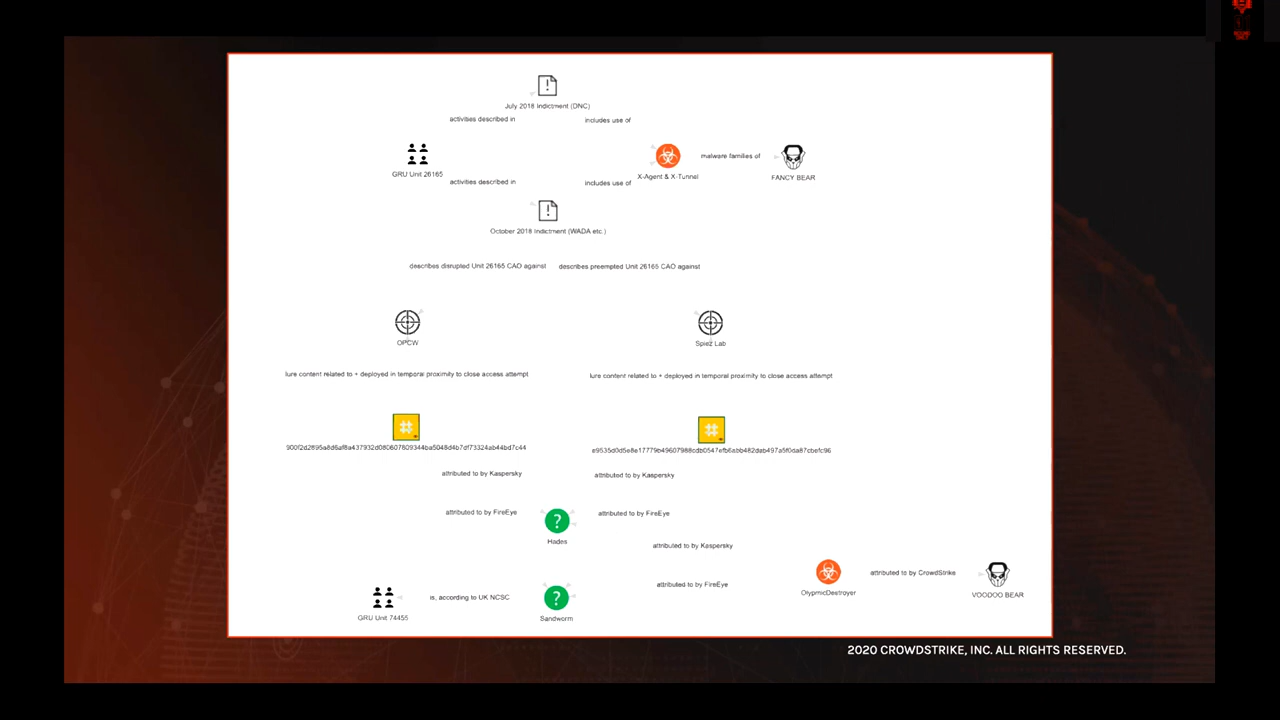 July 2018 Indictment (DNC)
activities described in
includes use of
GRU Unit 26165
X-Agent & X-Tunnel
malware families of
FANCY BEAR
activities described in
includes use of
October 2018 Indictment (WADA etc.)
describes disrupted Unit 26165 CAO against
describes preempted Unit 26165 CAO against
OPCW
Spiez Lab
lure content related to + deployed in temporal proximity to close access attempt
lure content related to + deployed in temporal proximity to close access attempt
attributed to by Kaspersky
attributed to by Kaspersky
attributed to by FireEye
attributed to by FireEye
Hades
attributed to by Kaspersky
attributed to by CrowdStrike
attributed to by FireEye
OlypmicDestroyer
VOODOO BEAR
is, according to UK NCSC
GRU Unit 74455
Sandworm
2020 CROWDSTRIKE, INC. ALL RIGHTS RESERVED.